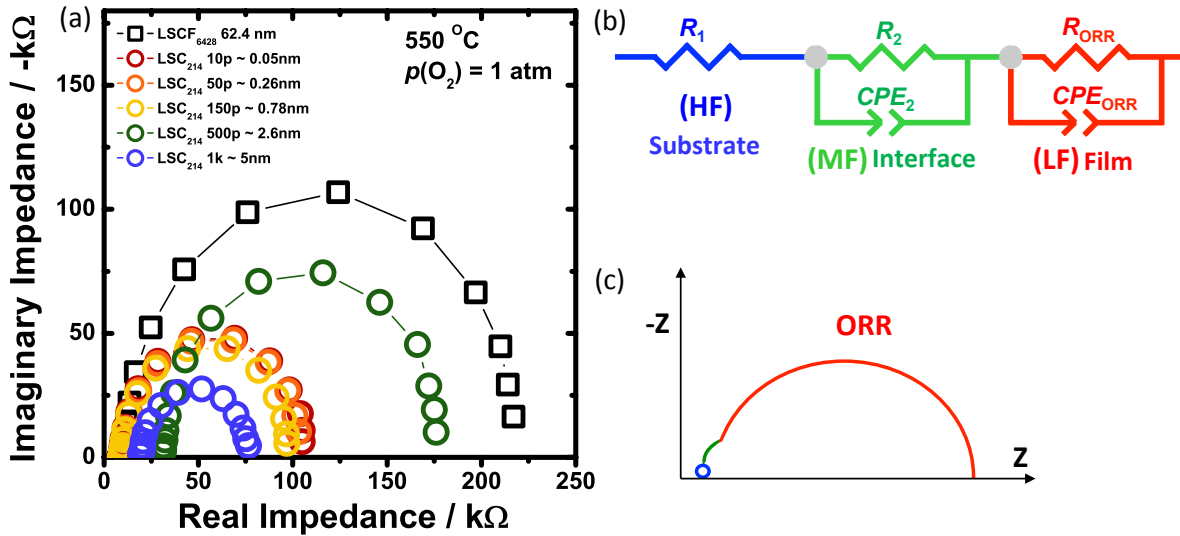 (a)
LSCF6428 62.4 nm
LSC214 10p ~ 0.05nm
LSC214 50p ~ 0.26nm
LSC214 150p ~ 0.78nm
LSC214 500p ~ 2.6nm
LSC214 1k ~ 5nm
550 °C
p(O2) = 1 atm
Imaginary Impedance / -kΩ
150
100
50
0
0 50 100 150 200 250
Real Impedance / kΩ
(b)
R1 R2 RORR
(HF) CPE2 CPEORR
Substrate
(MF) Interface (LF) Film
(c)
-Z
ORR
Z